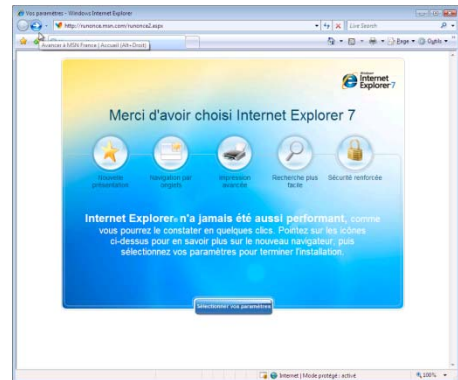 Vos paramètres - Windows Internet Explorer
http://runonce.msn.com/runonce2.aspx
Live Search
Avancer à MSN France | Accueil (Alt+Droit)
Page
Outils
Windows
Internet
Explorer 7
Merci d'avoir choisi Internet Explorer 7
Nouvelle présentation
Navigation par onglets
Impression avancée
Recherche plus facile
Sécurité renforcée
Internet Explorer® n'a jamais été aussi performant, comme
vous pourrez le constater en quelques clics. Pointez sur les icônes
ci-dessus pour en savoir plus sur le nouveau navigateur, puis
sélectionnez vos paramètres pour terminer l'installation.
Sélectionner vos paramètres
Internet | Mode protégé : activé
100%